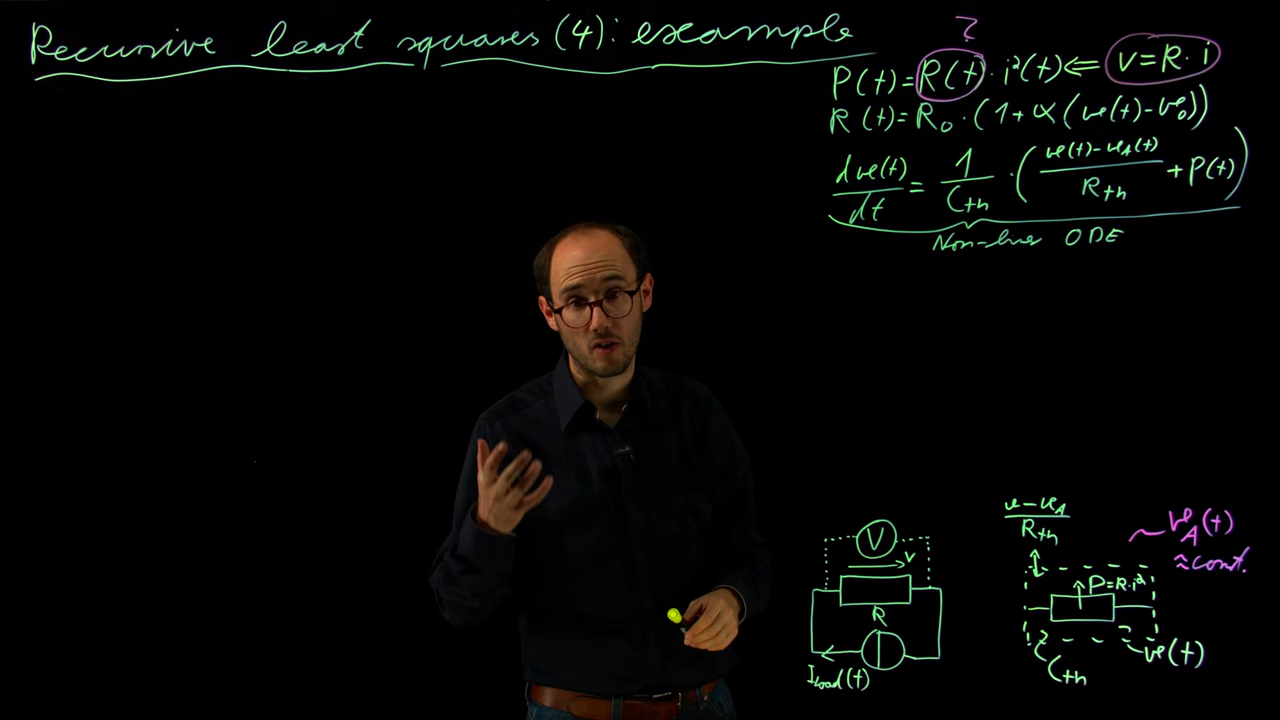 Recursive least squares (4): example
?
P(t)=R(t)·i²(t) ⇐ v=R·i
R(t)=R₀·(1+α(ϑ(t)-ϑ₀))
dϑ(t)/dt = 1/Cth·(ϑ(t)-ϑA(t)/Rth + P(t))
Non-linear ODE
V
v
R
ILoad(t)
ϑ-ϑA/Rth
~ϑA(t)
≈const.
P=R·i²
~ϑ(t)
Cth